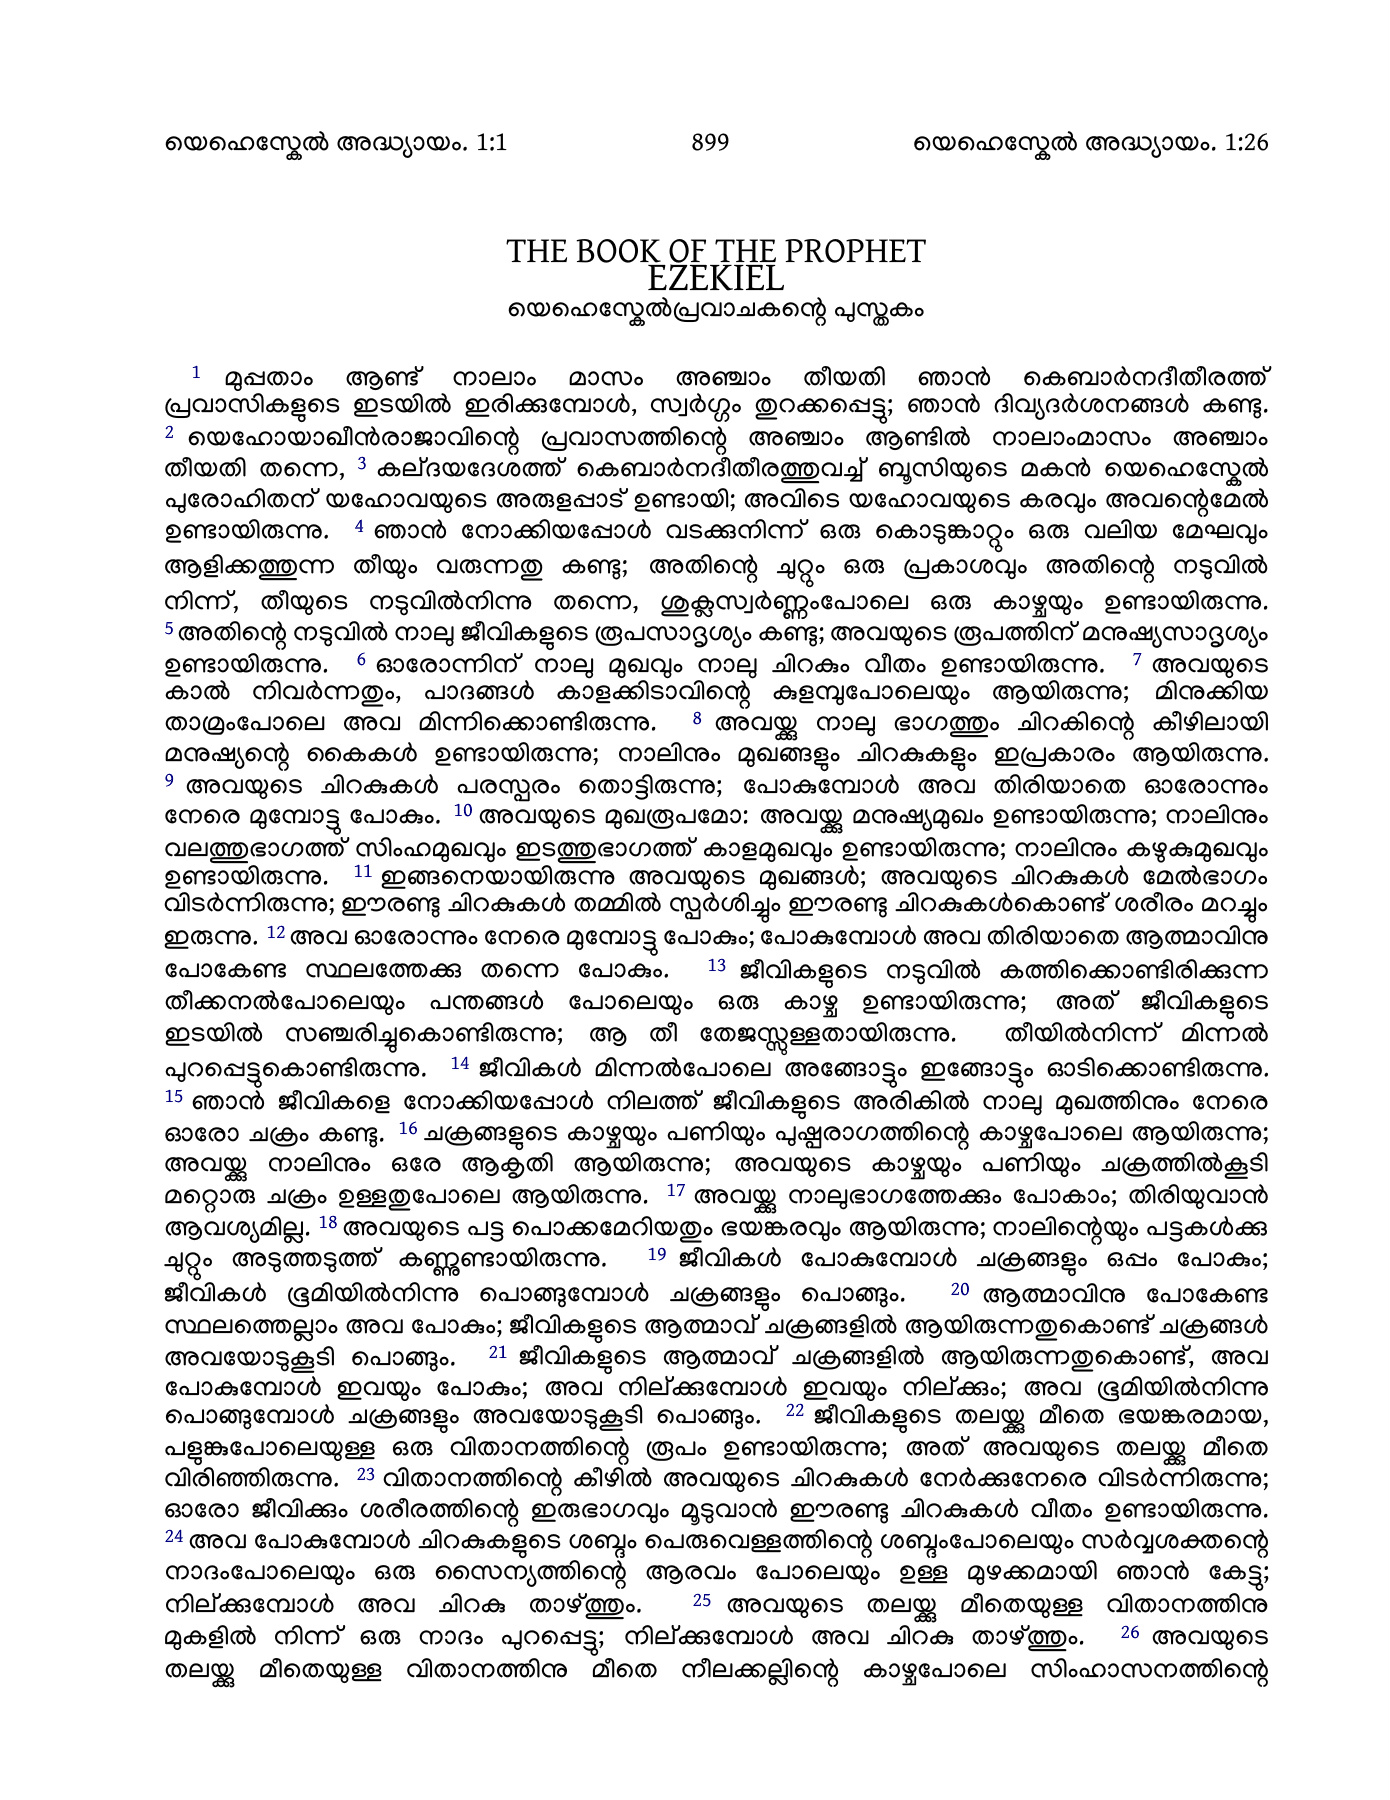 യെഹെസ്കേൽ അദ്ധ്യായം. 1:1 899 യെഹെസ്കേൽ അദ്ധ്യായം. 1:26
THE BOOK OF THE PROPHET
EZEKIEL
യെഹെസ്കേൽപ്രവാചകന്റെ പുസ്തകം
1 മുപ്പതാം ആണ്ട് നാലാം മാസം അഞ്ചാം തീയതി ഞാൻ കെബാർനദീതീരത്ത്
പ്രവാസികളുടെ ഇടയിൽ ഇരിക്കുമ്പോൾ, സ്വർഗ്ഗം തുറക്കപ്പെട്ടു; ഞാൻ ദിവ്യദർശനങ്ങൾ കണ്ടു.
2 യെഹോയാഖീൻരാജാവിന്റെ പ്രവാസത്തിന്റെ അഞ്ചാം ആണ്ടിൽ നാലാംമാസം അഞ്ചാം
തീയതി തന്നെ, 3 കല്ദയദേശത്ത് കെബാർനദീതീരത്തുവച്ച് ബൂസിയുടെ മകൻ യെഹെസ്കേൽ
പുരോഹിതന് യഹോവയുടെ അരുളപ്പാട് ഉണ്ടായി; അവിടെ യഹോവയുടെ കരവും അവന്റെമേൽ
ഉണ്ടായിരുന്നു. 4 ഞാൻ നോക്കിയപ്പോൾ വടക്കുനിന്ന് ഒരു കൊടുങ്കാറ്റും ഒരു വലിയ മേഘവും
ആളിക്കത്തുന്ന തീയും വരുന്നതു കണ്ടു; അതിന്റെ ചുറ്റും ഒരു പ്രകാശവും അതിന്റെ നടുവിൽ
നിന്ന്, തീയുടെ നടുവിൽനിന്നു തന്നെ, ശുക്ലസ്വർണ്ണംപോലെ ഒരു കാഴ്ചയും ഉണ്ടായിരുന്നു.
5 അതിന്റെ നടുവിൽ നാലു ജീവികളുടെ രൂപസാദൃശ്യം കണ്ടു; അവയുടെ രൂപത്തിന് മനുഷ്യസാദൃശ്യം
ഉണ്ടായിരുന്നു. 6 ഓരോന്നിന് നാലു മുഖവും നാലു ചിറകും വീതം ഉണ്ടായിരുന്നു. 7 അവയുടെ
കാൽ നിവർന്നതും, പാദങ്ങൾ കാളക്കിടാവിന്റെ കുളമ്പുപോലെയും ആയിരുന്നു; മിനുക്കിയ
താമ്രംപോലെ അവ മിന്നിക്കൊണ്ടിരുന്നു. 8 അവയ്ക്കു നാലു ഭാഗത്തും ചിറകിന്റെ കീഴിലായി
മനുഷ്യന്റെ കൈകൾ ഉണ്ടായിരുന്നു; നാലിനും മുഖങ്ങളും ചിറകുകളും ഇപ്രകാരം ആയിരുന്നു.
9 അവയുടെ ചിറകുകൾ പരസ്പരം തൊട്ടിരുന്നു; പോകുമ്പോൾ അവ തിരിയാതെ ഓരോന്നും
നേരെ മുമ്പോട്ടു പോകും. 10 അവയുടെ മുഖരൂപമോ: അവയ്ക്കു മനുഷ്യമുഖം ഉണ്ടായിരുന്നു; നാലിനും
വലത്തുഭാഗത്ത് സിംഹമുഖവും ഇടത്തുഭാഗത്ത് കാളമുഖവും ഉണ്ടായിരുന്നു; നാലിനും കഴുകുമുഖവും
ഉണ്ടായിരുന്നു. 11 ഇങ്ങനെയായിരുന്നു അവയുടെ മുഖങ്ങൾ; അവയുടെ ചിറകുകൾ മേൽഭാഗം
വിടർന്നിരുന്നു; ഈരണ്ടു ചിറകുകൾ തമ്മിൽ സ്പർശിച്ചും ഈരണ്ടു ചിറകുകൾകൊണ്ട് ശരീരം മറച്ചും
ഇരുന്നു. 12 അവ ഓരോന്നും നേരെ മുമ്പോട്ടു പോകും; പോകുമ്പോൾ അവ തിരിയാതെ ആത്മാവിനു
പോകേണ്ട സ്ഥലത്തേക്കു തന്നെ പോകും. 13 ജീവികളുടെ നടുവിൽ കത്തിക്കൊണ്ടിരിക്കുന്ന
തീക്കനൽപോലെയും പന്തങ്ങൾ പോലെയും ഒരു കാഴ്ച ഉണ്ടായിരുന്നു; അത് ജീവികളുടെ
ഇടയിൽ സഞ്ചരിച്ചുകൊണ്ടിരുന്നു; ആ തീ തേജസ്സുള്ളതായിരുന്നു. തീയിൽനിന്ന് മിന്നൽ
പുറപ്പെട്ടുകൊണ്ടിരുന്നു. 14 ജീവികൾ മിന്നൽപോലെ അങ്ങോട്ടും ഇങ്ങോട്ടും ഓടിക്കൊണ്ടിരുന്നു.
15 ഞാൻ ജീവികളെ നോക്കിയപ്പോൾ നിലത്ത് ജീവികളുടെ അരികിൽ നാലു മുഖത്തിനും നേരെ
ഓരോ ചക്രം കണ്ടു. 16 ചക്രങ്ങളുടെ കാഴ്ചയും പണിയും പുഷ്പരാഗത്തിന്റെ കാഴ്ചപോലെ ആയിരുന്നു;
അവയ്ക്കു നാലിനും ഒരേ ആകൃതി ആയിരുന്നു; അവയുടെ കാഴ്ചയും പണിയും ചക്രത്തിൽകൂടി
മറ്റൊരു ചക്രം ഉള്ളതുപോലെ ആയിരുന്നു. 17 അവയ്ക്കു നാലുഭാഗത്തേക്കും പോകാം; തിരിയുവാൻ
ആവശ്യമില്ല. 18 അവയുടെ പട്ട പൊക്കമേറിയതും ഭയങ്കരവും ആയിരുന്നു; നാലിന്റെയും പട്ടകൾക്കു
ചുറ്റും അടുത്തടുത്ത് കണ്ണുണ്ടായിരുന്നു. 19 ജീവികൾ പോകുമ്പോൾ ചക്രങ്ങളും ഒപ്പം പോകും;
ജീവികൾ ഭൂമിയിൽനിന്നു പൊങ്ങുമ്പോൾ ചക്രങ്ങളും പൊങ്ങും. 20 ആത്മാവിനു പോകേണ്ട
സ്ഥലത്തെല്ലാം അവ പോകും; ജീവികളുടെ ആത്മാവ് ചക്രങ്ങളിൽ ആയിരുന്നതുകൊണ്ട് ചക്രങ്ങൾ
അവയോടുകൂടി പൊങ്ങും. 21 ജീവികളുടെ ആത്മാവ് ചക്രങ്ങളിൽ ആയിരുന്നതുകൊണ്ട്, അവ
പോകുമ്പോൾ ഇവയും പോകും; അവ നില്ക്കുമ്പോൾ ഇവയും നില്ക്കും; അവ ഭൂമിയിൽനിന്നു
പൊങ്ങുമ്പോൾ ചക്രങ്ങളും അവയോടുകൂടി പൊങ്ങും. 22 ജീവികളുടെ തലയ്ക്കു മീതെ ഭയങ്കരമായ,
പളുങ്കുപോലെയുള്ള ഒരു വിതാനത്തിന്റെ രൂപം ഉണ്ടായിരുന്നു; അത് അവയുടെ തലയ്ക്കു മീതെ
വിരിഞ്ഞിരുന്നു. 23 വിതാനത്തിന്റെ കീഴിൽ അവയുടെ ചിറകുകൾ നേർക്കുനേരെ വിടർന്നിരുന്നു;
ഓരോ ജീവിക്കും ശരീരത്തിന്റെ ഇരുഭാഗവും മൂടുവാൻ ഈരണ്ടു ചിറകുകൾ വീതം ഉണ്ടായിരുന്നു.
24 അവ പോകുമ്പോൾ ചിറകുകളുടെ ശബ്ദം പെരുവെള്ളത്തിന്റെ ശബ്ദംപോലെയും സർവ്വശക്തന്റെ
നാദംപോലെയും ഒരു സൈന്യത്തിന്റെ ആരവം പോലെയും ഉള്ള മുഴക്കമായി ഞാൻ കേട്ടു;
നില്ക്കുമ്പോൾ അവ ചിറകു താഴ്ത്തും. 25 അവയുടെ തലയ്ക്കു മീതെയുള്ള വിതാനത്തിനു
മുകളിൽ നിന്ന് ഒരു നാദം പുറപ്പെട്ടു; നില്ക്കുമ്പോൾ അവ ചിറകു താഴ്ത്തും. 26 അവയുടെ
തലയ്ക്കു മീതെയുള്ള വിതാനത്തിനു മീതെ നീലക്കല്ലിന്റെ കാഴ്ചപോലെ സിംഹാസനത്തിന്റെ